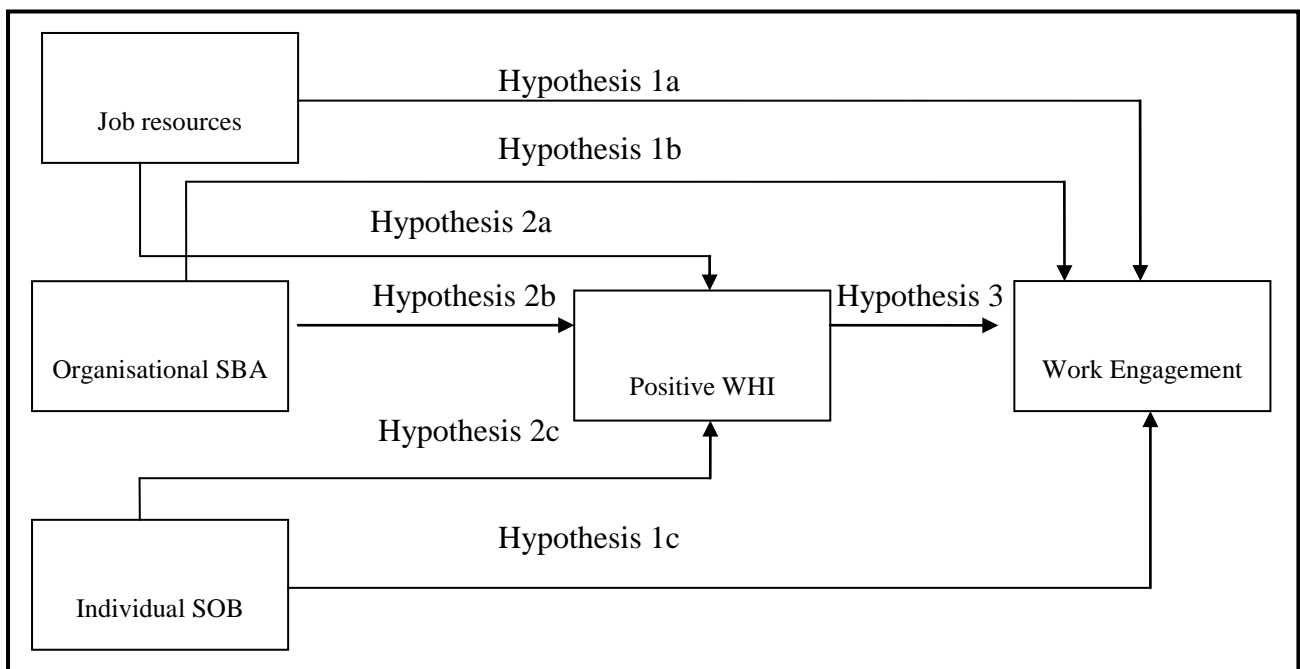 Hypothesis 1a
Job resources
Hypothesis 1b
Hypothesis 2a
Hypothesis 2b
Hypothesis 3
Organisational SBA
Positive WHI
Work Engagement
Hypothesis 2c
Hypothesis 1c
Individual SOB